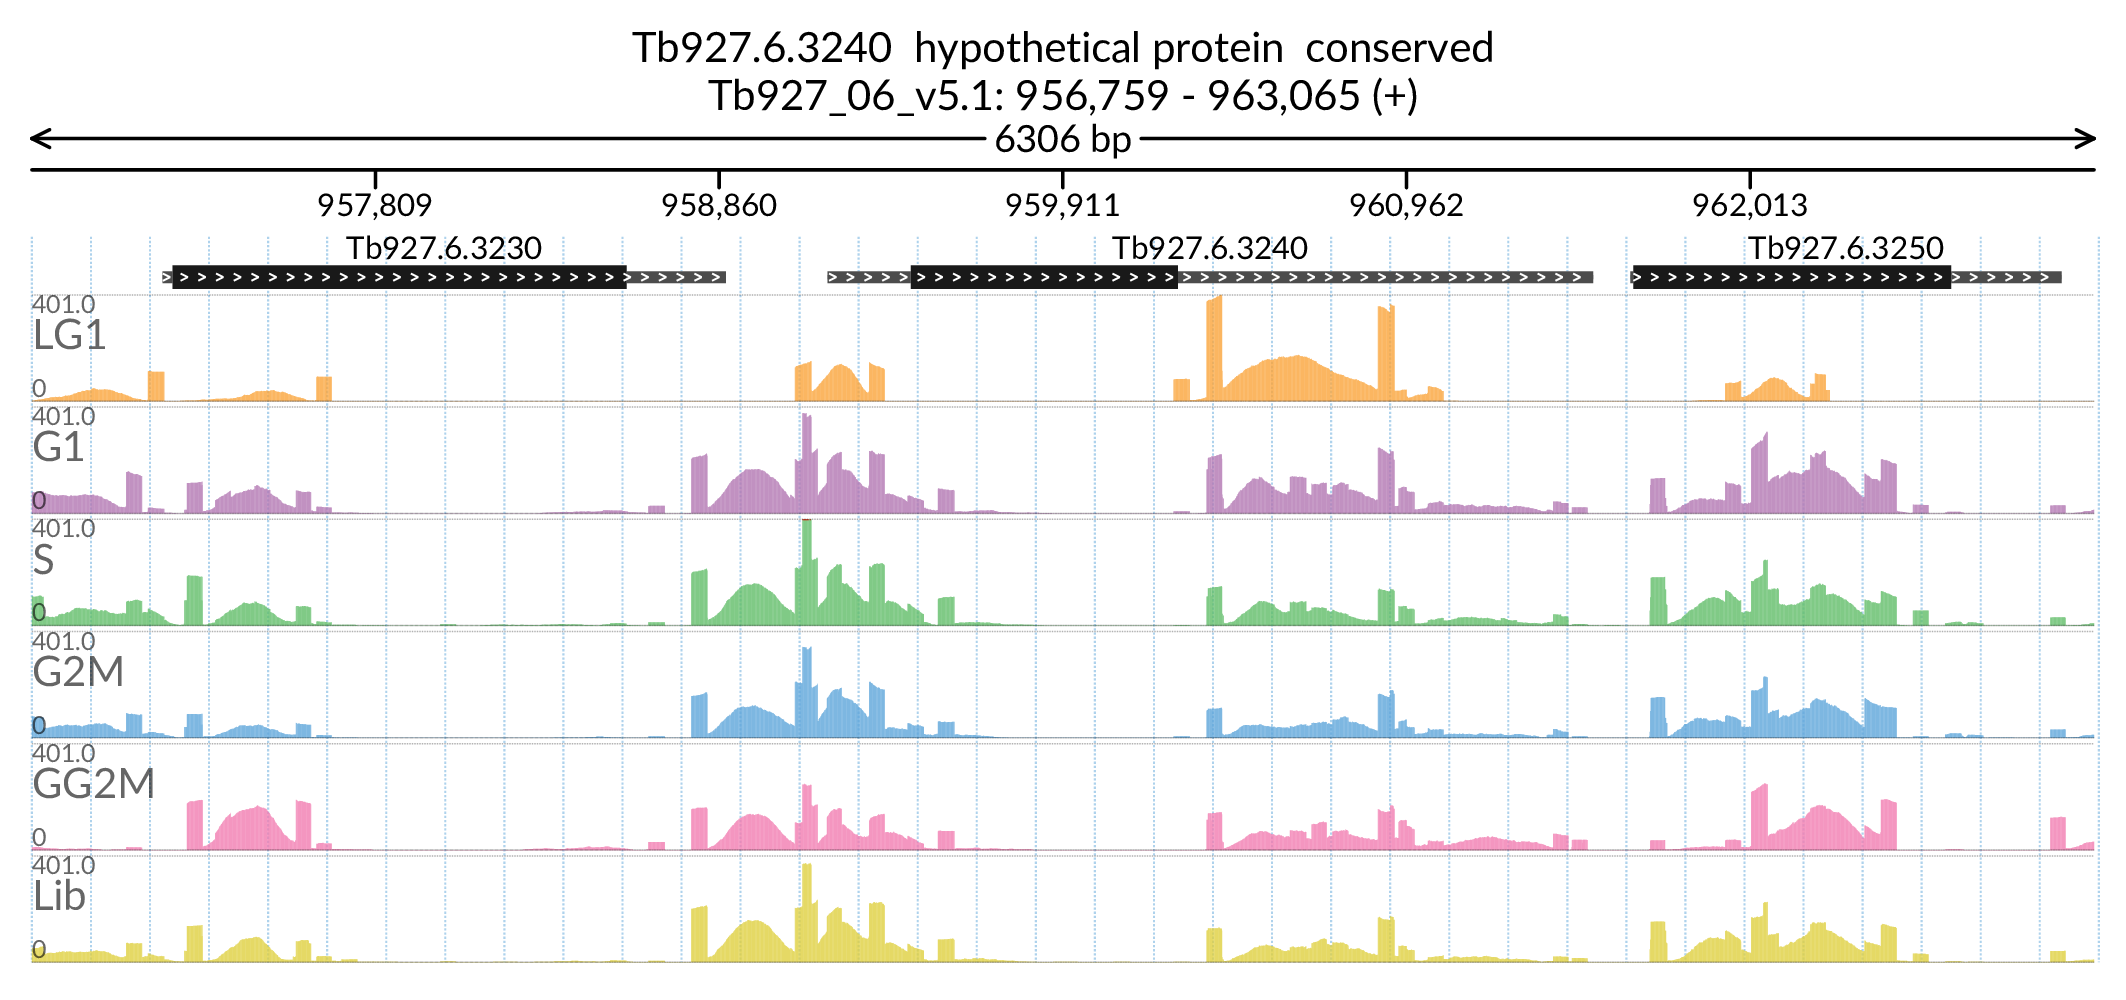 Tb927.6.3240 hypothetical protein conserved
Tb927_06_v5.1: 956,759 - 963,065 (+)
6306 bp
957,809 958,860 959,911 960,962 962,013
Tb927.6.3230 Tb927.6.3240 Tb927.6.3250
401.0
LG1
0
401.0
G1
0
401.0
S
0
401.0
G2M
0
401.0
GG2M
0
401.0
Lib
0